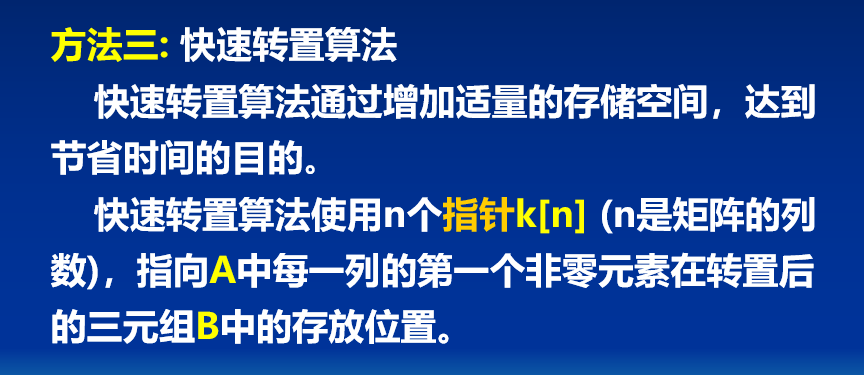 方法三: 快速转置算法
快速转置算法通过增加适量的存储空间，达到
节省时间的目的。
快速转置算法使用n个指针k[n] (n是矩阵的列
数)，指向A中每一列的第一个非零元素在转置后
的三元组B中的存放位置。